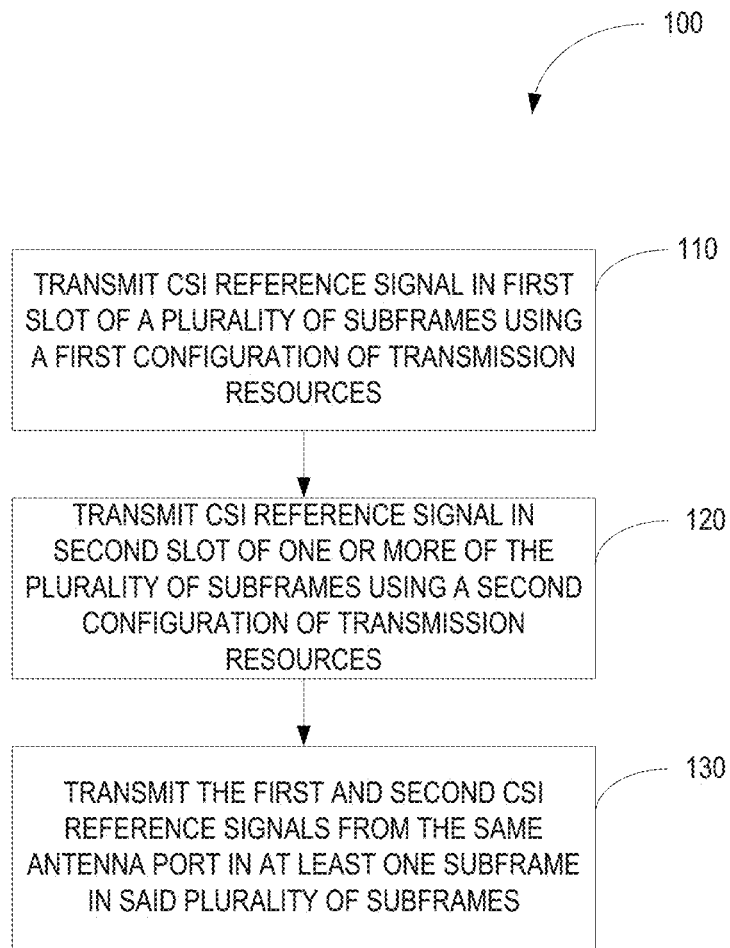 100
110
TRANSMIT CSI REFERENCE SIGNAL IN FIRST
SLOT OF A PLURALITY OF SUBFRAMES USING
A FIRST CONFIGURATION OF TRANSMISSION
RESOURCES
120
TRANSMIT CSI REFERENCE SIGNAL IN
SECOND SLOT OF ONE OR MORE OF THE
PLURALITY OF SUBFRAMES USING A SECOND
CONFIGURATION OF TRANSMISSION
RESOURCES
130
TRANSMIT THE FIRST AND SECOND CSI
REFERENCE SIGNALS FROM THE SAME
ANTENNA PORT IN AT LEAST ONE SUBFRAME
IN SAID PLURALITY OF SUBFRAMES